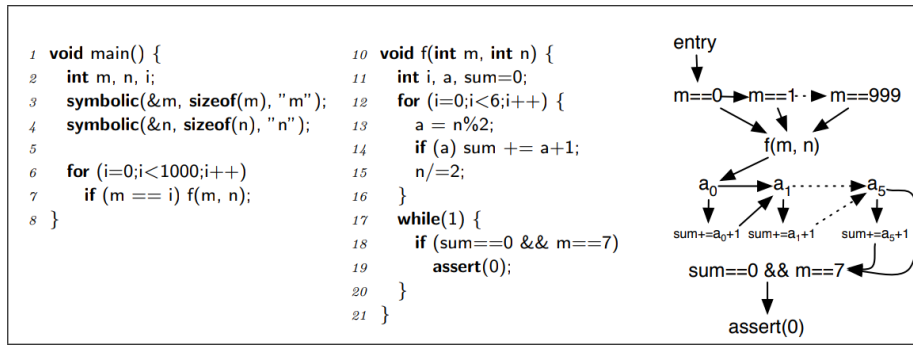 1 void main() {
2 int m, n, i;
3 symbolic(&m, sizeof(m), "m");
4 symbolic(&n, sizeof(n), "n");
5
6 for (i=0;i<1000;i++)
7 if (m == i) f(m, n);
8 }
10 void f(int m, int n) {
11 int i, a, sum=0;
12 for (i=0;i<6;i++) {
13 a = n%2;
14 if (a) sum += a+1;
15 n/=2;
16 }
17 while(1) {
18 if (sum==0 && m==7)
19 assert(0);
20 }
21 }
entry
m==0 m==1 m==999
f(m, n)
a0 a1 a5
sum+=a0+1 sum+=a1+1 sum+=a5+1
sum==0 && m==7
assert(0)